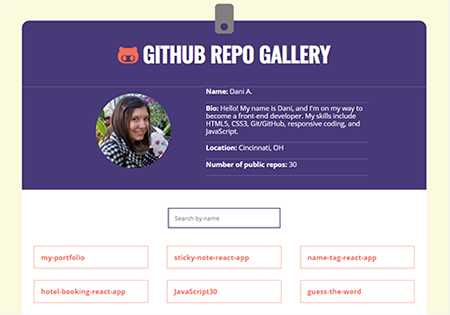 GITHUB REPO GALLERY
Name: Dani A.
Bio: Hello! My name is Dani, and I'm on my way
to become a front-end developer. My skills include
HTML5, CSS3, Git/GitHub, responsive coding, and
JavaScript.
Location: Cincinnati, OH
Number of public repos: 30
Search by name
my-portfolio
sticky-note-react-app
name-tag-react-app
hotel-booking-react-app
JavaScript30
guess-the-word